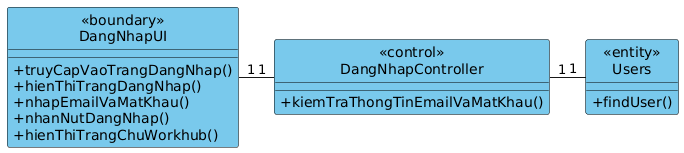 «boundary»
DangNhapUI
+truyCapVaoTrangDangNhap()
+hienThiTrangDangNhap()
+nhapEmailVaMatKhau()
+nhanNutDangNhap()
+hienThiTrangChuWorkhub()
1 1
«control»
DangNhapController
+kiemTraThongTinEmailVaMatKhau()
1 1
«entity»
Users
+findUser()